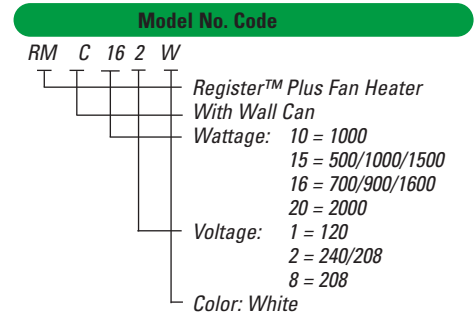 Model No. Code
RM C 16 2 W
Register™ Plus Fan Heater
With Wall Can
Wattage: 10 = 1000
15 = 500/1000/1500
16 = 700/900/1600
20 = 2000
Voltage: 1 = 120
2 = 240/208
8 = 208
Color: White